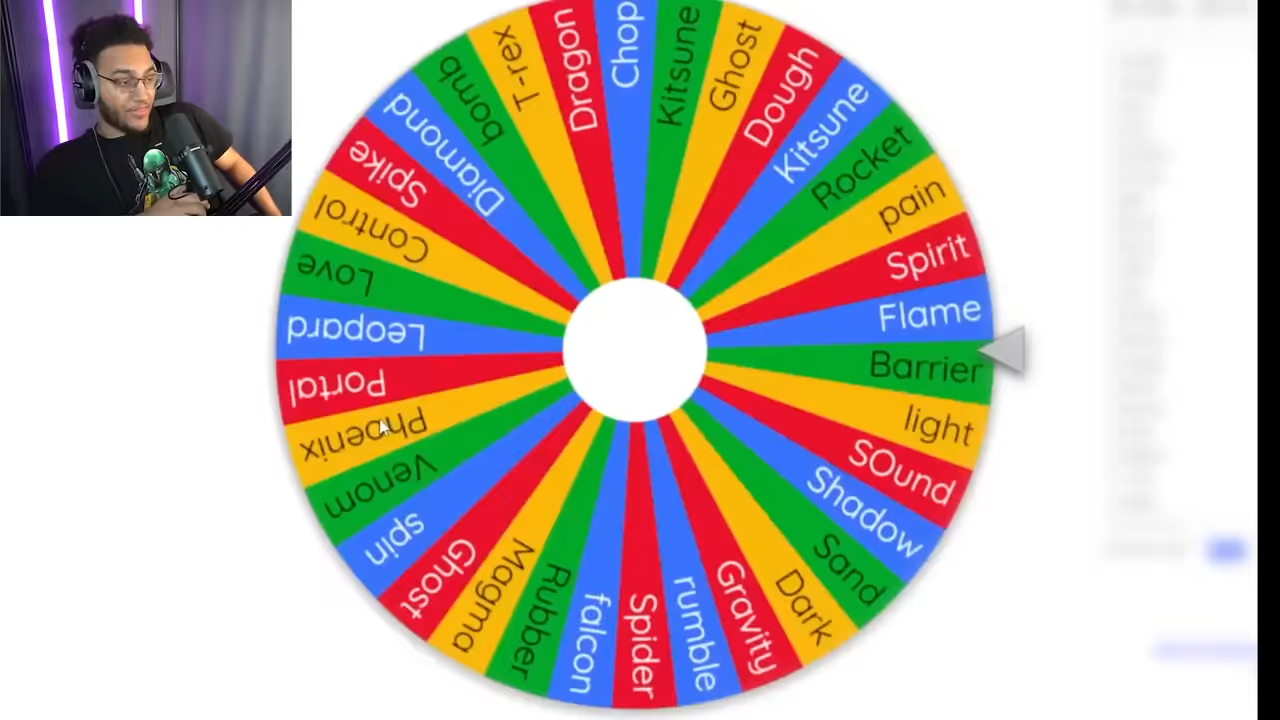 Chop
Kitsune
Ghost
Dough
Kitsune
Rocket
pain
Spirit
Flame
Barrier
light
SOund
Shadow
Sand
Dark
Gravity
rumble
Spider
falcon
Rubber
Magma
Ghost
spin
Venom
Phoenix
Portal
Leopard
Love
Control
Spike
Diamond
bomb
T-rex
Dragon